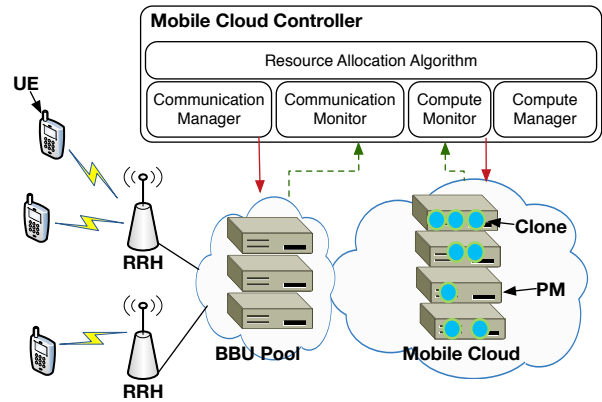 Mobile Cloud Controller
Resource Allocation Algorithm
Communication Manager
Communication Monitor
Compute Monitor
Compute Manager
UE
RRH
RRH
BBU Pool
Clone
PM
Mobile Cloud